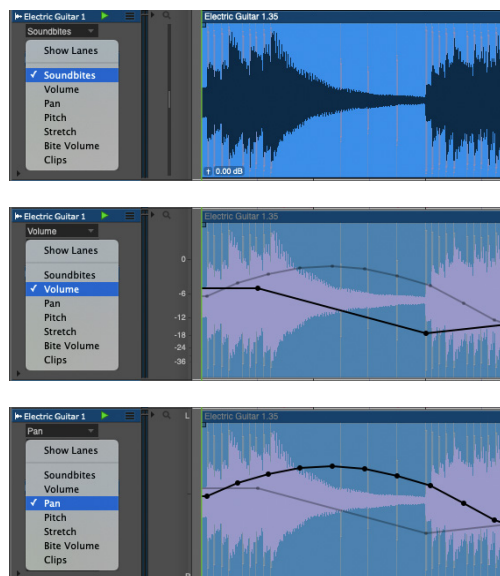 Electric Guitar 1
Electric Guitar 1.35
Soundbites
Show Lanes
✓ Soundbites
Volume
Pan
Pitch
Stretch
Bite Volume
Clips
0.00 dB
Electric Guitar 1
Electric Guitar 1.35
Volume
Show Lanes
Soundbites
✓ Volume
Pan
Pitch
Stretch
Bite Volume
Clips
0
-6
-12
-18
-24
-36
Electric Guitar 1
L
Electric Guitar 1.35
Pan
Show Lanes
Soundbites
Volume
✓ Pan
Pitch
Stretch
Bite Volume
Clips
R